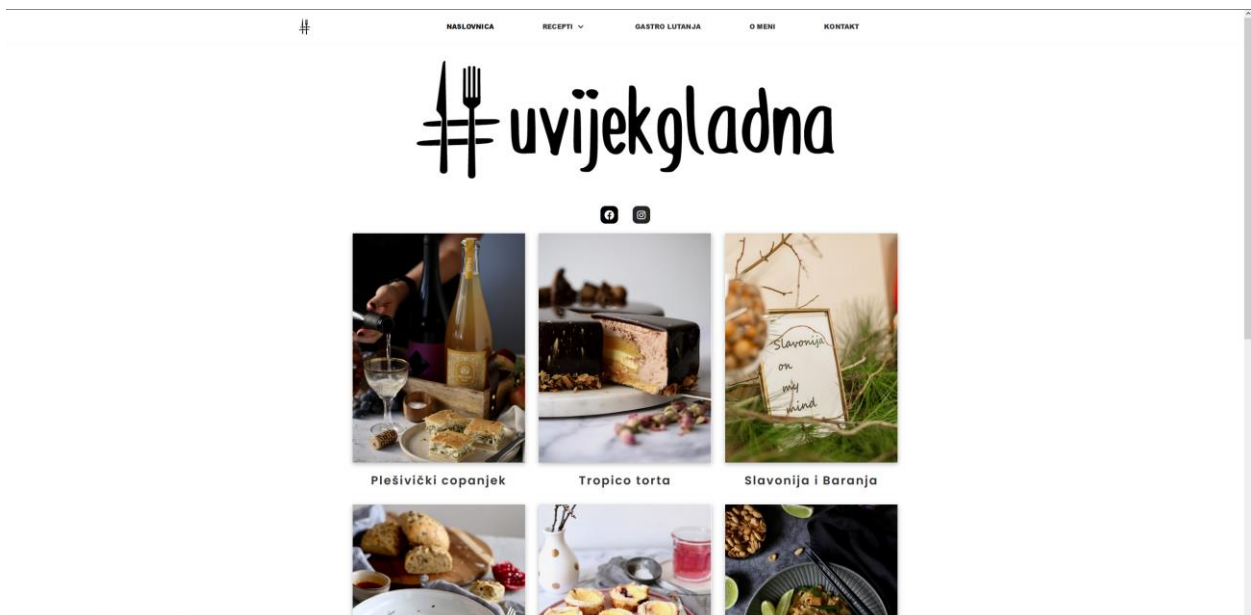 NASLOVNICA RECEPTI GASTRO LUTANJA O MENI KONTAKT
#uvijekgladna
Slavonija
on
my
mind
Plešivički copanjek Tropico torta Slavonija i Baranja